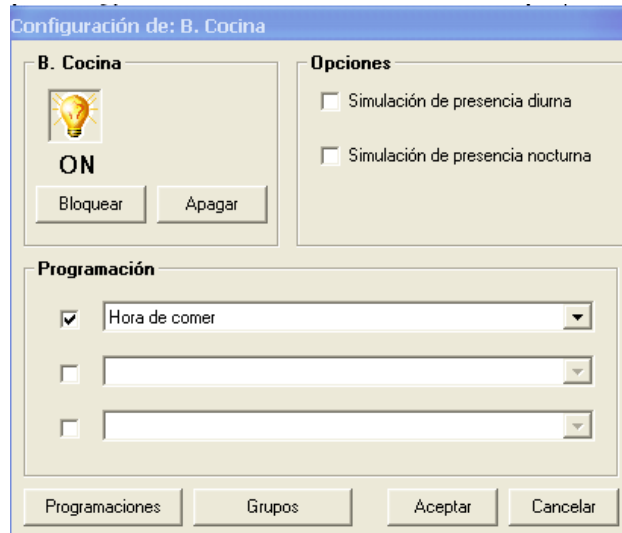 Configuración de: B. Cocina
B. Cocina
ON
Bloquear
Apagar
Opciones
Simulación de presencia diurna
Simulación de presencia nocturna
Programación
Hora de comer
Programaciones
Grupos
Aceptar
Cancelar